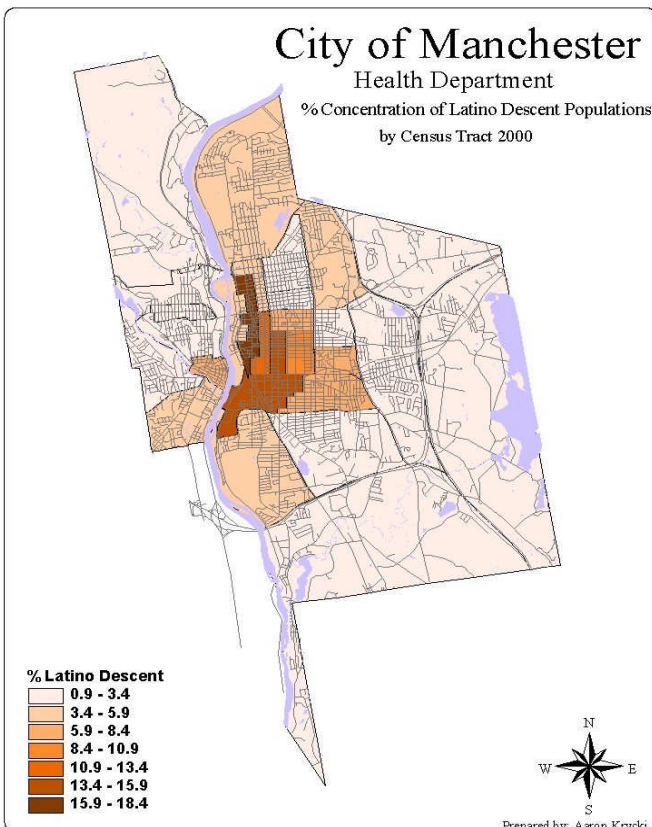 City of Manchester
Health Department
% Concentration of Latino Descent Populations
by Census Tract 2000
% Latino Descent
0.9 - 3.4
3.4 - 5.9
5.9 - 8.4
8.4 - 10.9
10.9 - 13.4
13.4 - 15.9
15.9 - 18.4
N
W E
S
Prepared by: Aaron Krycki